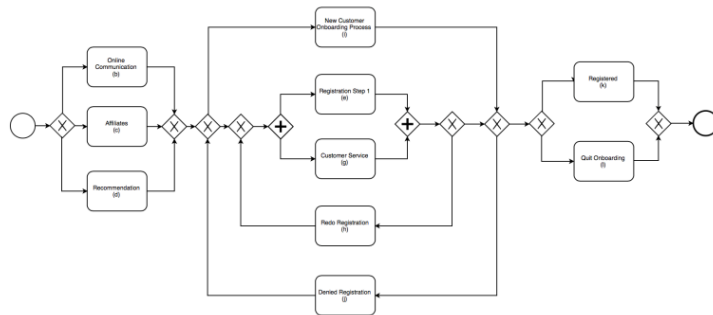 New Customer
Onboarding Process
(i)
Online
Communication
(b)
Registration Step 1
(e)
Registered
(k)
Affiliates
(c)
Customer Service
(g)
Quit Onboarding
(l)
Recommendation
(d)
Redo Registration
(h)
Denied Registration
(j)